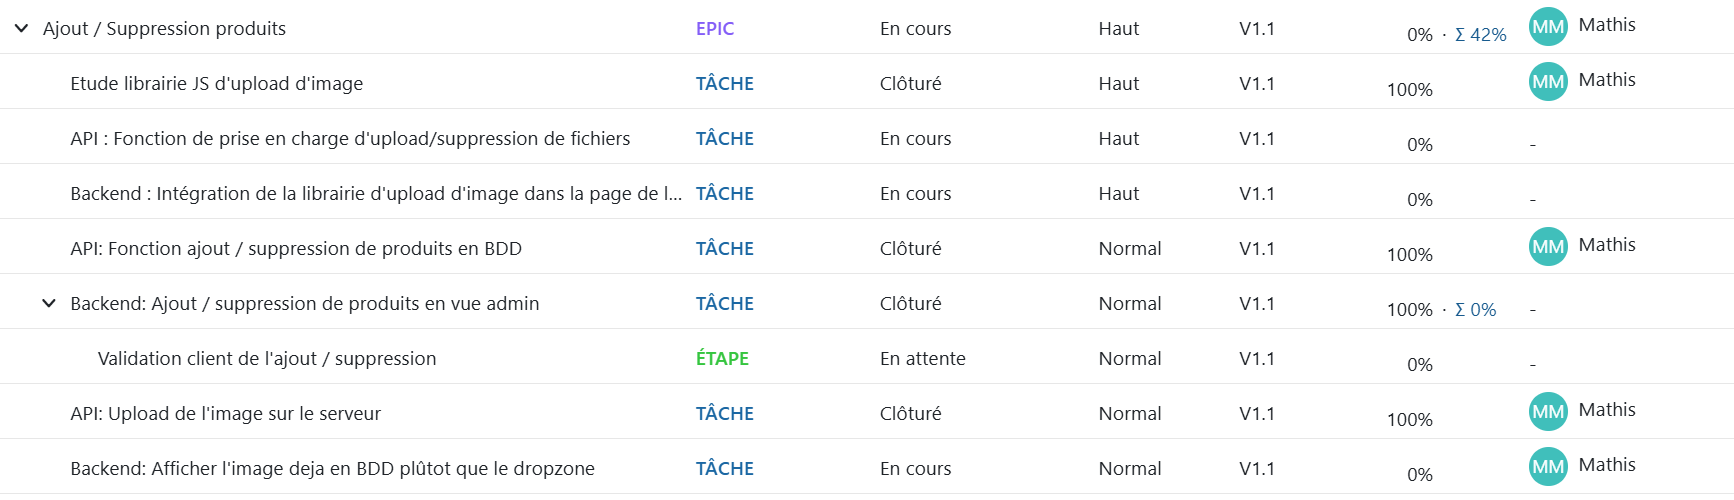 Ajout / Suppression produits EPIC En cours Haut V1.1 0% · Σ 42% MM Mathis
Etude librairie JS d'upload d'image TÂCHE Clôturé Haut V1.1 100% MM Mathis
API : Fonction de prise en charge d'upload/suppression de fichiers TÂCHE En cours Haut V1.1 0% -
Backend : Intégration de la librairie d'upload d'image dans la page de l... TÂCHE En cours Haut V1.1 0% -
API: Fonction ajout / suppression de produits en BDD TÂCHE Clôturé Normal V1.1 100% MM Mathis
Backend: Ajout / suppression de produits en vue admin TÂCHE Clôturé Normal V1.1 100% · Σ 0% -
Validation client de l'ajout / suppression ÉTAPE En attente Normal V1.1 0% -
API: Upload de l'image sur le serveur TÂCHE Clôturé Normal V1.1 100% MM Mathis
Backend: Afficher l'image deja en BDD plûtot que le dropzone TÂCHE En cours Normal V1.1 0% MM Mathis